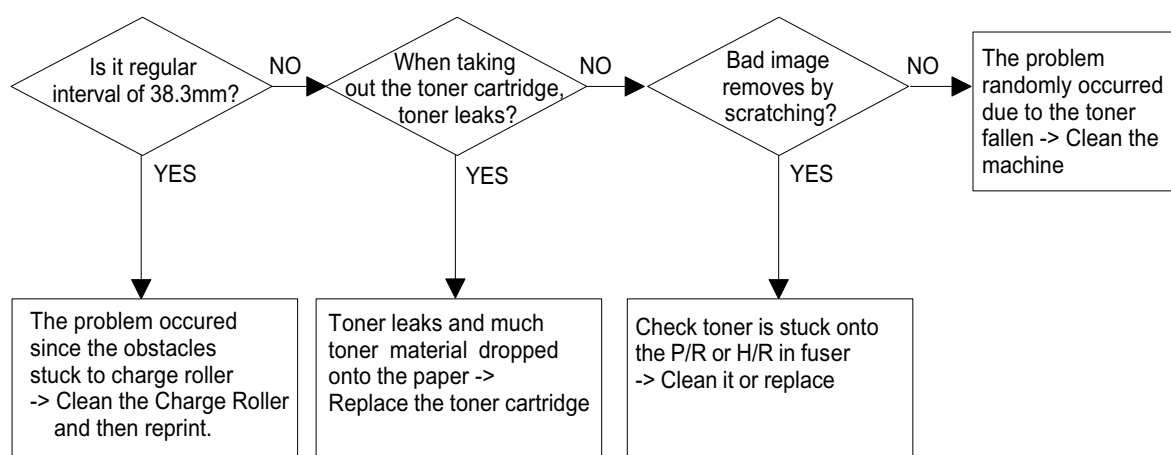 Is it regular
interval of 38.3mm?
NO
When taking
out the toner cartridge,
toner leaks?
NO
Bad image
removes by
scratching?
NO
The problem
randomly occurred
due to the toner
fallen -> Clean the
machine
YES
YES
YES
The problem occured
since the obstacles
stuck to charge roller
-> Clean the Charge Roller
and then reprint.
Toner leaks and much
toner material dropped
onto the paper ->
Replace the toner cartridge
Check toner is stuck onto
the P/R or H/R in fuser
-> Clean it or replace